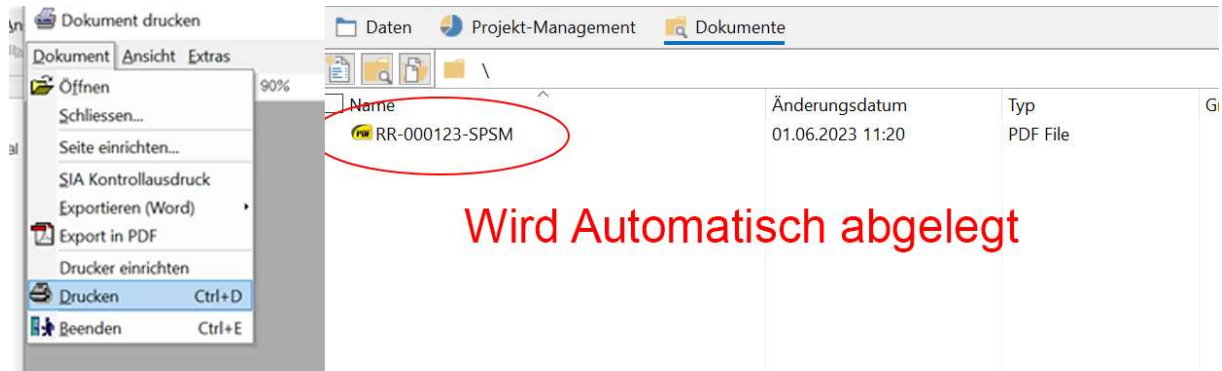 Dokument drucken
Dokument Ansicht Extras
Öffnen
90%
Schliessen...
Seite einrichten...
SIA Kontrollausdruck
Exportieren (Word)
Export in PDF
Drucker einrichten
Drucken Ctrl+D
Beenden Ctrl+E
Daten Projekt-Management Dokumente
\
Name Änderungsdatum Typ
PDF RR-000123-SPSM 01.06.2023 11:20 PDF File
Wird Automatisch abgelegt